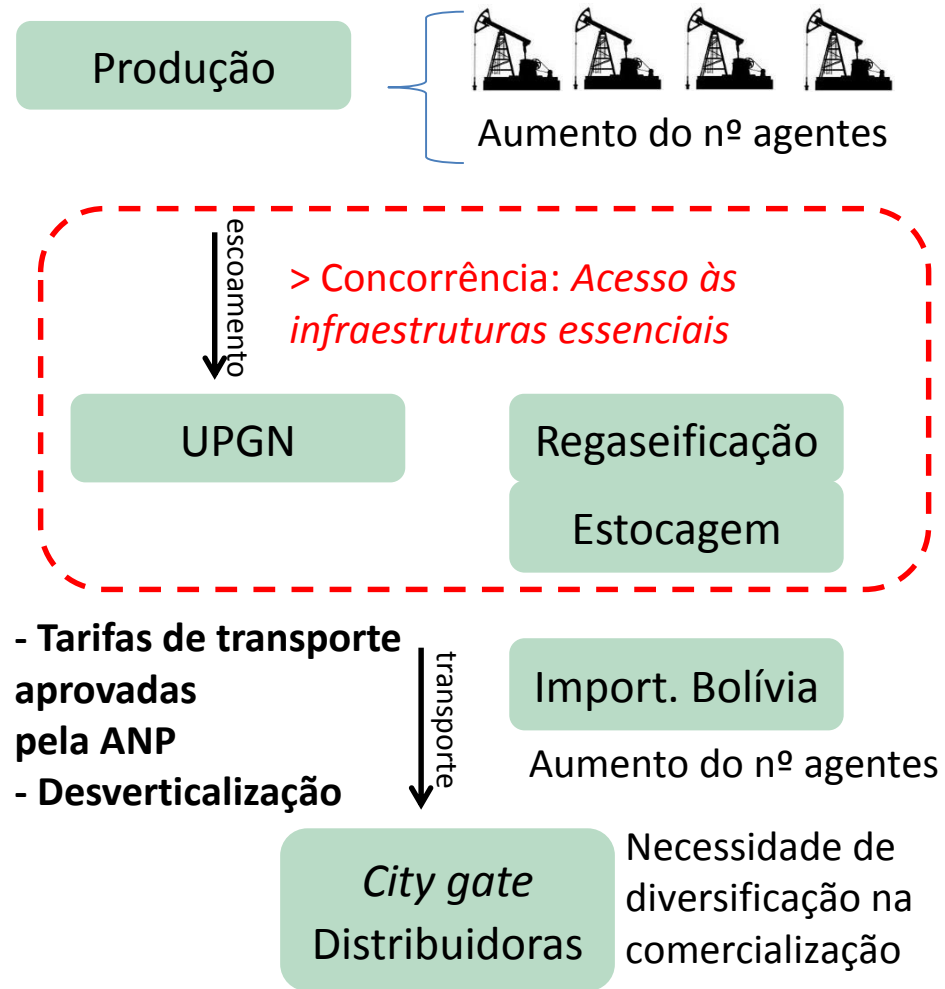 Produção
Aumento do nº agentes
escoamento
> Concorrência: Acesso às
infraestruturas essenciais
UPGN
Regaseificação
Estocagem
- Tarifas de transporte
aprovadas
pela ANP
- Desverticalização
transporte
Import. Bolívia
Aumento do nº agentes
City gate
Distribuidoras
Necessidade de
diversificação na
comercialização